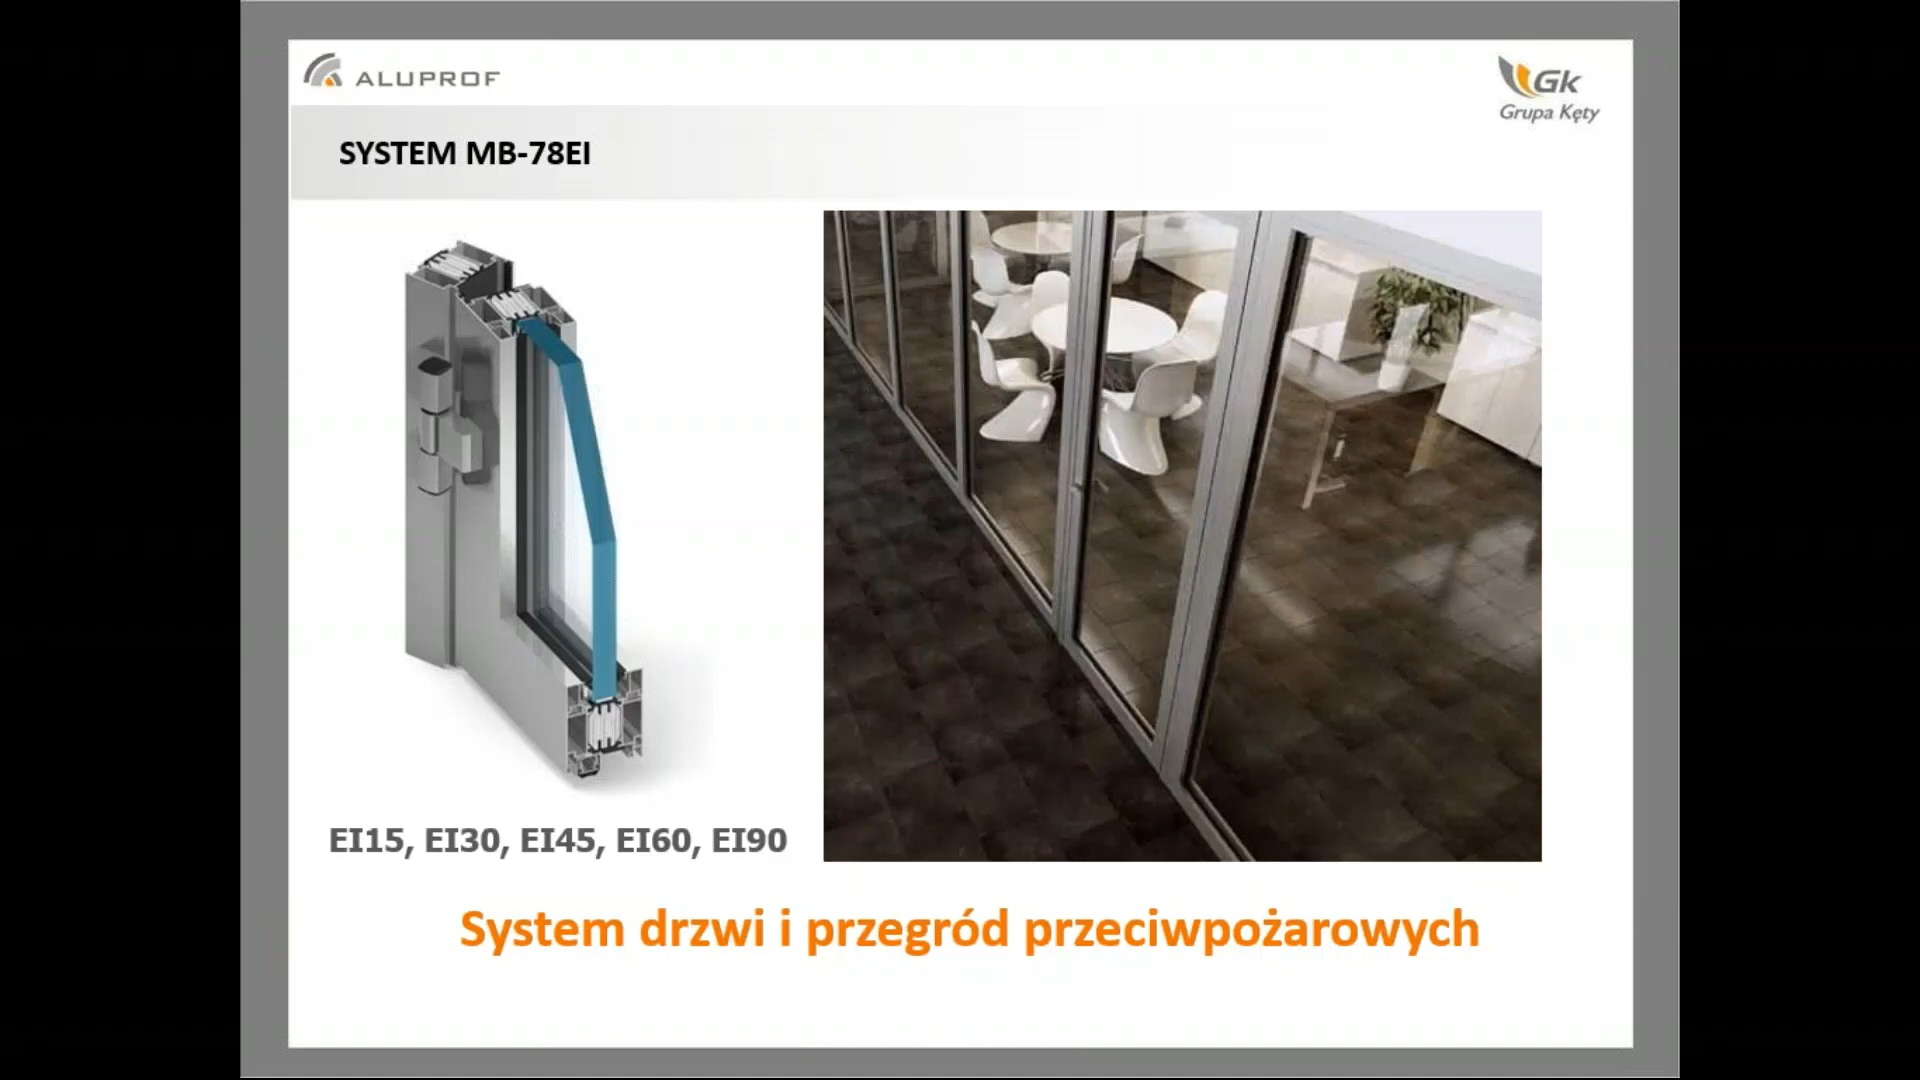 ALUPROF
Gk
Grupa Kęty
SYSTEM MB-78EI
EI15, EI30, EI45, EI60, EI90
System drzwi i przegród przeciwpożarowych